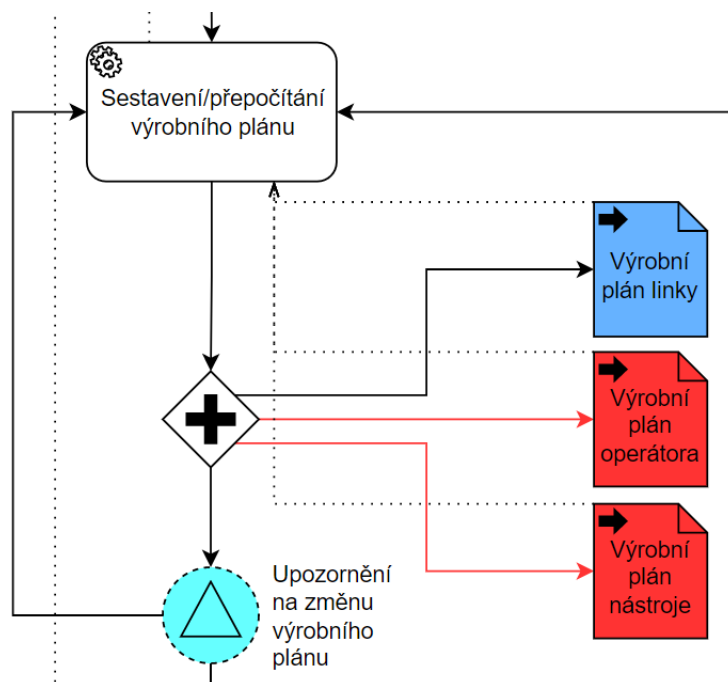 Sestavení/přepočítání
výrobního plánu
Výrobní
plán linky
Výrobní
plán
operátora
Výrobní
plán
nástroje
Upozornění
na změnu
výrobního
plánu